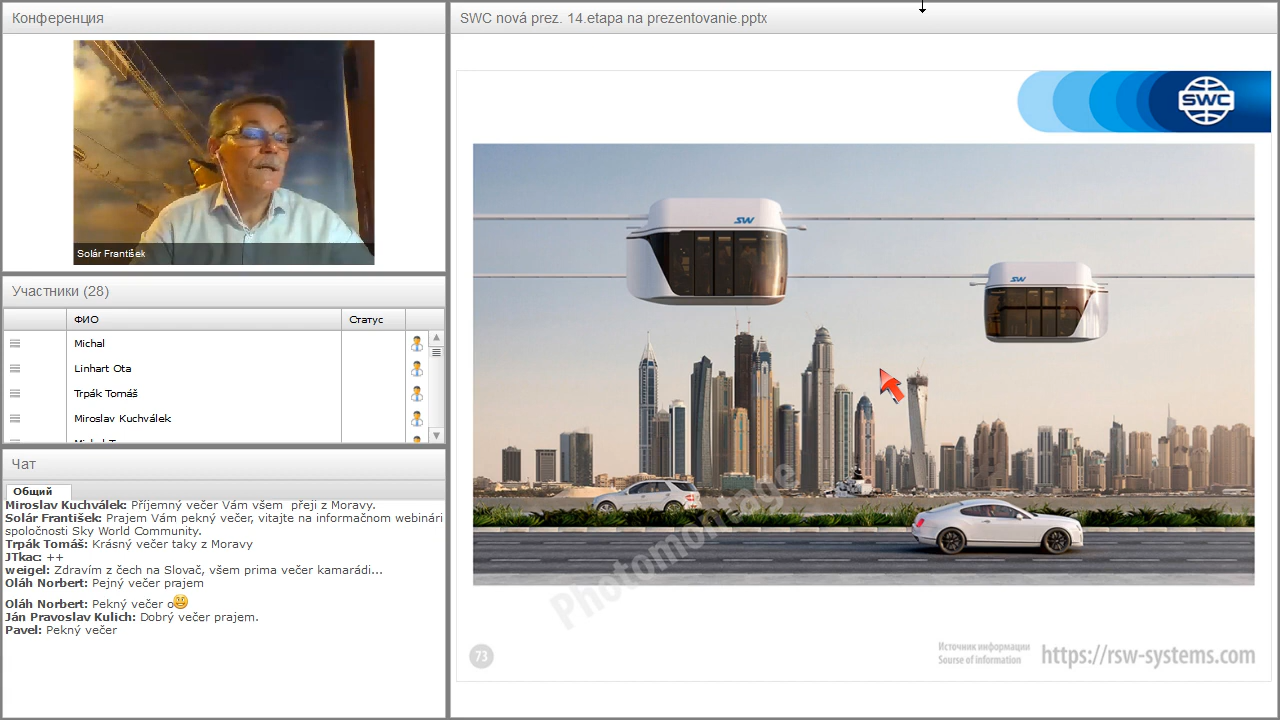 Конференция
Solár František
Участники (28)
ФИО
Статус
Michal
Linhart Ota
Trpák Tomáš
Miroslav Kuchválek
Чат
Общий
Miroslav Kuchválek: Příjemný večer Vám všem přeji z Moravy.
Solár František: Prajem Vám pekný večer, vitajte na informačnom webinári
spoločnosti Sky World Community.
Trpák Tomáš: Krásný večer taky z Moravy
JTkac: ++
weigel: Zdravím z čech na Slovač, všem prima večer kamarádi...
Oláh Norbert: Pejný večer prajem
Oláh Norbert: Pekný večer o
Ján Pravoslav Kulich: Dobrý večer prajem.
Pavel: Pekný večer
SWC nová prez. 14.etapa na prezentovanie.pptx
SWC
SW
SW
Photomontage
73
Источник информации
Sourse of information
https://rsw-systems.com